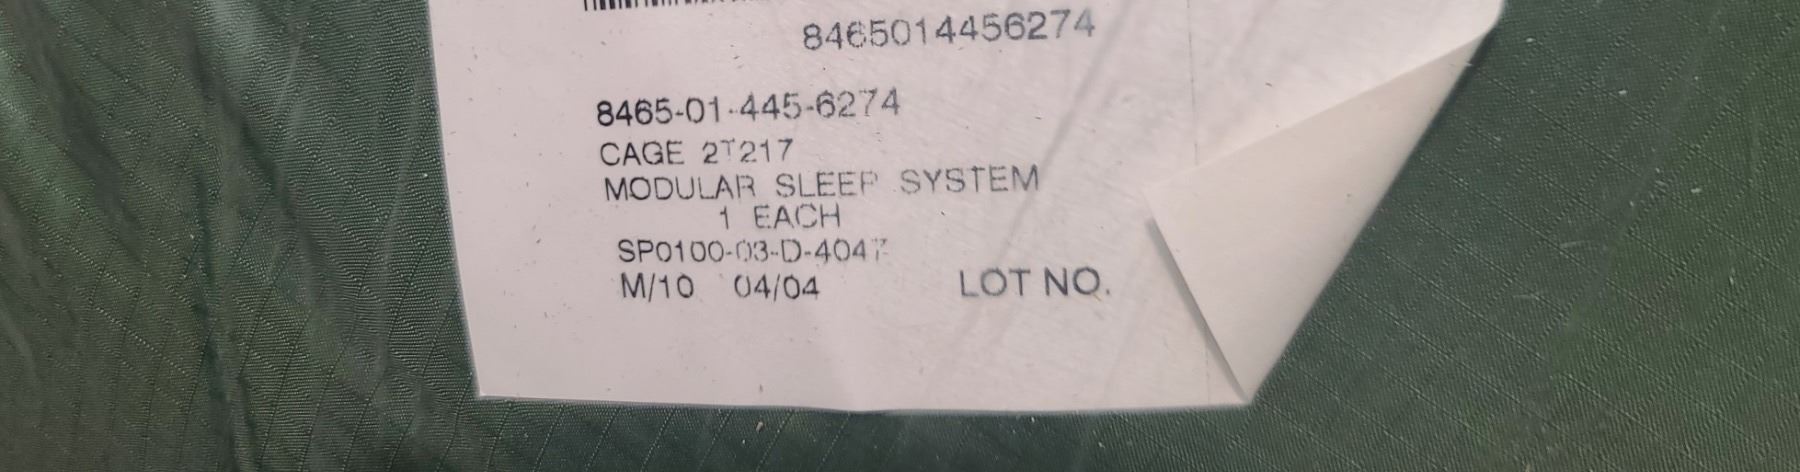 8465014456274
8465-01-445-6274
CAGE 2T217
MODULAR SLEEP SYSTEM
1 EACH
SP0100-03-D-4047
M/10 04/04 LOT NO.